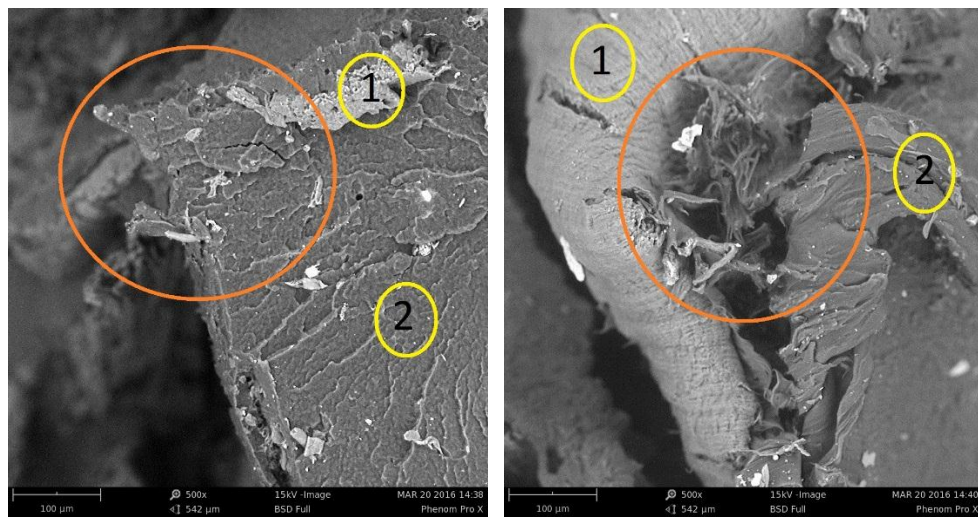 1
2
100 µm
500x
542 µm
15kV -Image
BSD Full
MAR 20 2016 14:38
Phenom Pro X
1
2
100 µm
500x
542 µm
15kV -Image
BSD Full
MAR 20 2016 14:40
Phenom Pro X